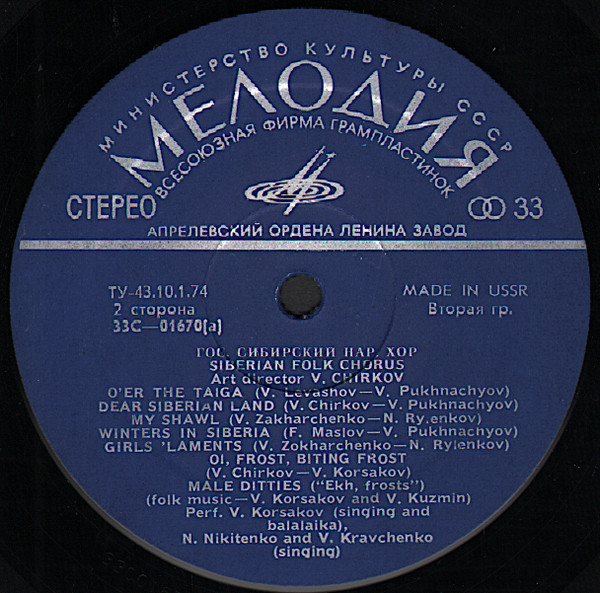 МИНИСТЕРСТВО КУЛЬТУРЫ СССР
МЕЛОДИЯ
ВСЕСОЮЗНАЯ ФИРМА ГРАМПЛАСТИНОК
СТЕРЕО
33
АПРЕЛЕВСКИЙ ОРДЕНА ЛЕНИНА ЗАВОД
ТУ-43.10.1.74
MADE IN USSR
2 сторона
Вторая гр.
33С—01670(а)
ГОС. СИБИРСКИЙ НАР. ХОР
SIBERIAN FOLK CHORUS
Art director V. CHIRKOV
O'ER THE TAIGA (V. Levashov—V. Pukhnachyov)
DEAR SIBERIAN LAND (V. Chirkov—V. Pukhnachyov)
MY SHAWL (V. Zakharchenko—N. Rylenkov)
WINTERS IN SIBERIA (F. Maslov—V. Pukhnachyov)
GIRLS 'LAMENTS (V. Zokharchenko—N. Rylenkov)
OI, FROST, BITING FROST
(V. Chirkov—V. Korsakov)
MALE DITTIES ("Ekh, frosts")
(folk music—V. Korsakov and V. Kuzmin)
Perf. V. Korsakov (singing and
balalaika),
N. Nikitenko and V. Kravchenko
(singing)